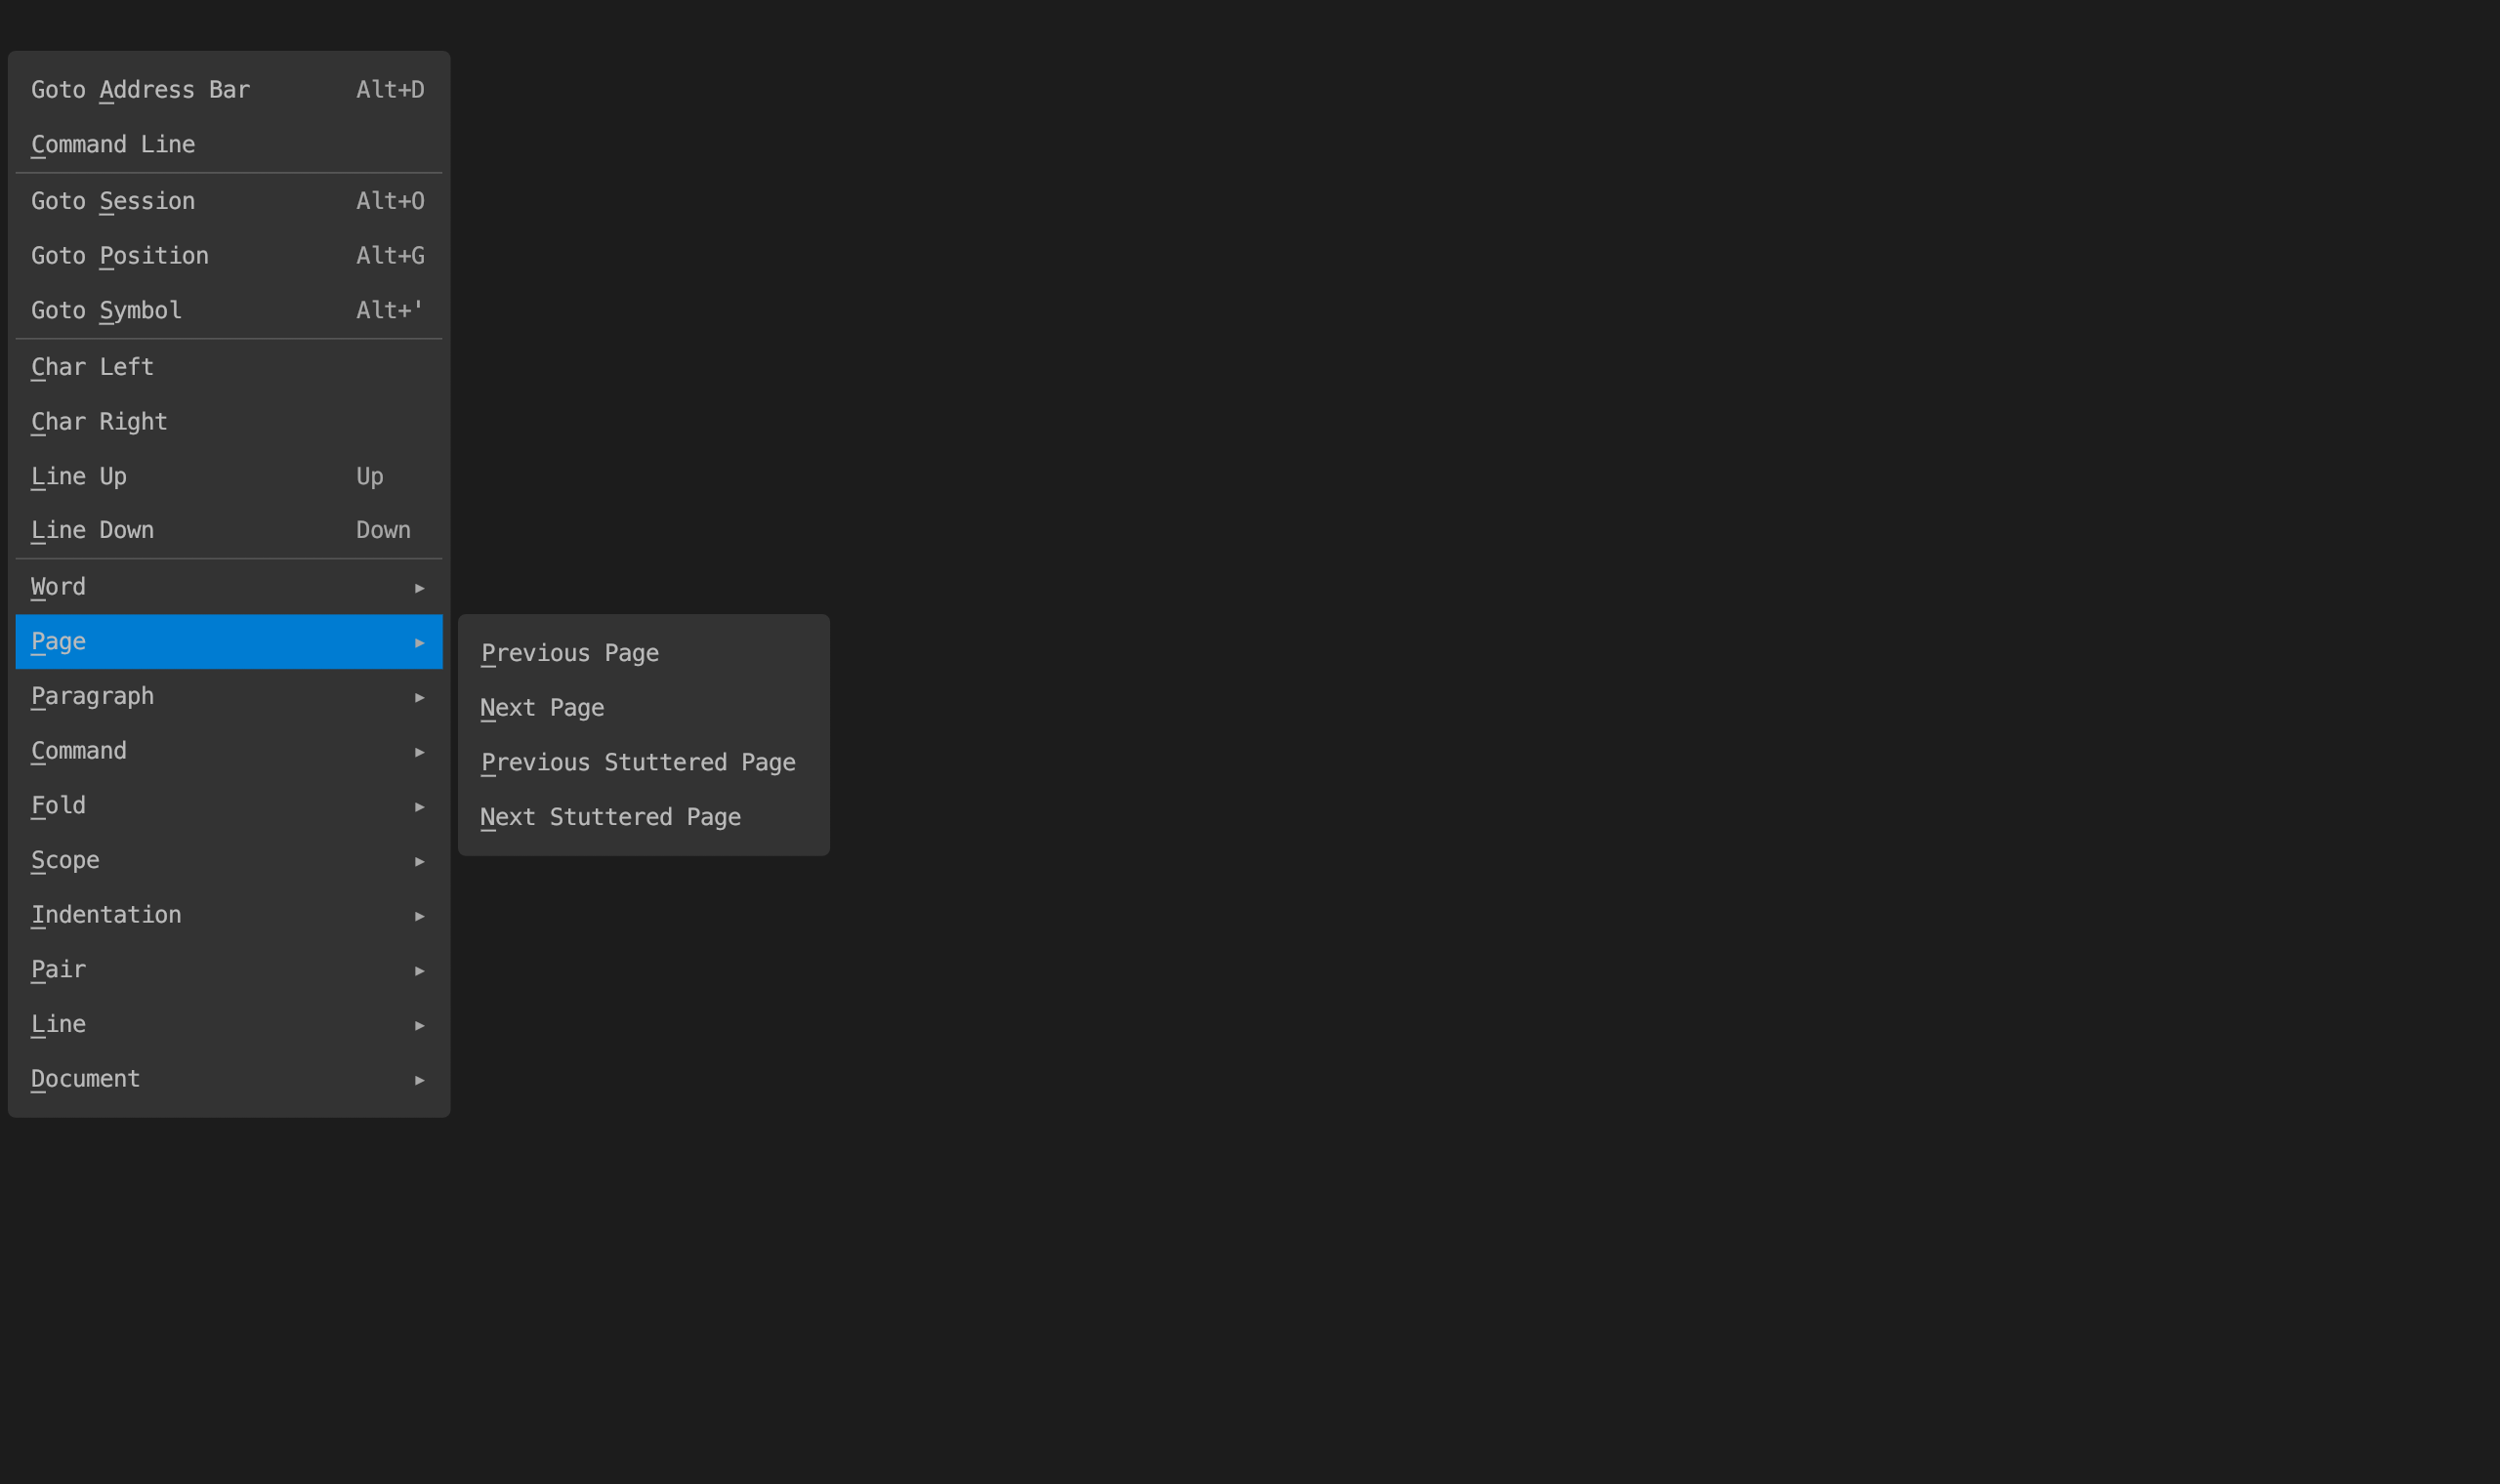 Goto Address Bar Alt+D
Command Line
Goto Session Alt+O
Goto Position Alt+G
Goto Symbol Alt+'
Char Left
Char Right
Line Up Up
Line Down Down
Word ▸
Page ▸
Paragraph ▸
Command ▸
Fold ▸
Scope ▸
Indentation ▸
Pair ▸
Line ▸
Document ▸
Previous Page
Next Page
Previous Stuttered Page
Next Stuttered Page